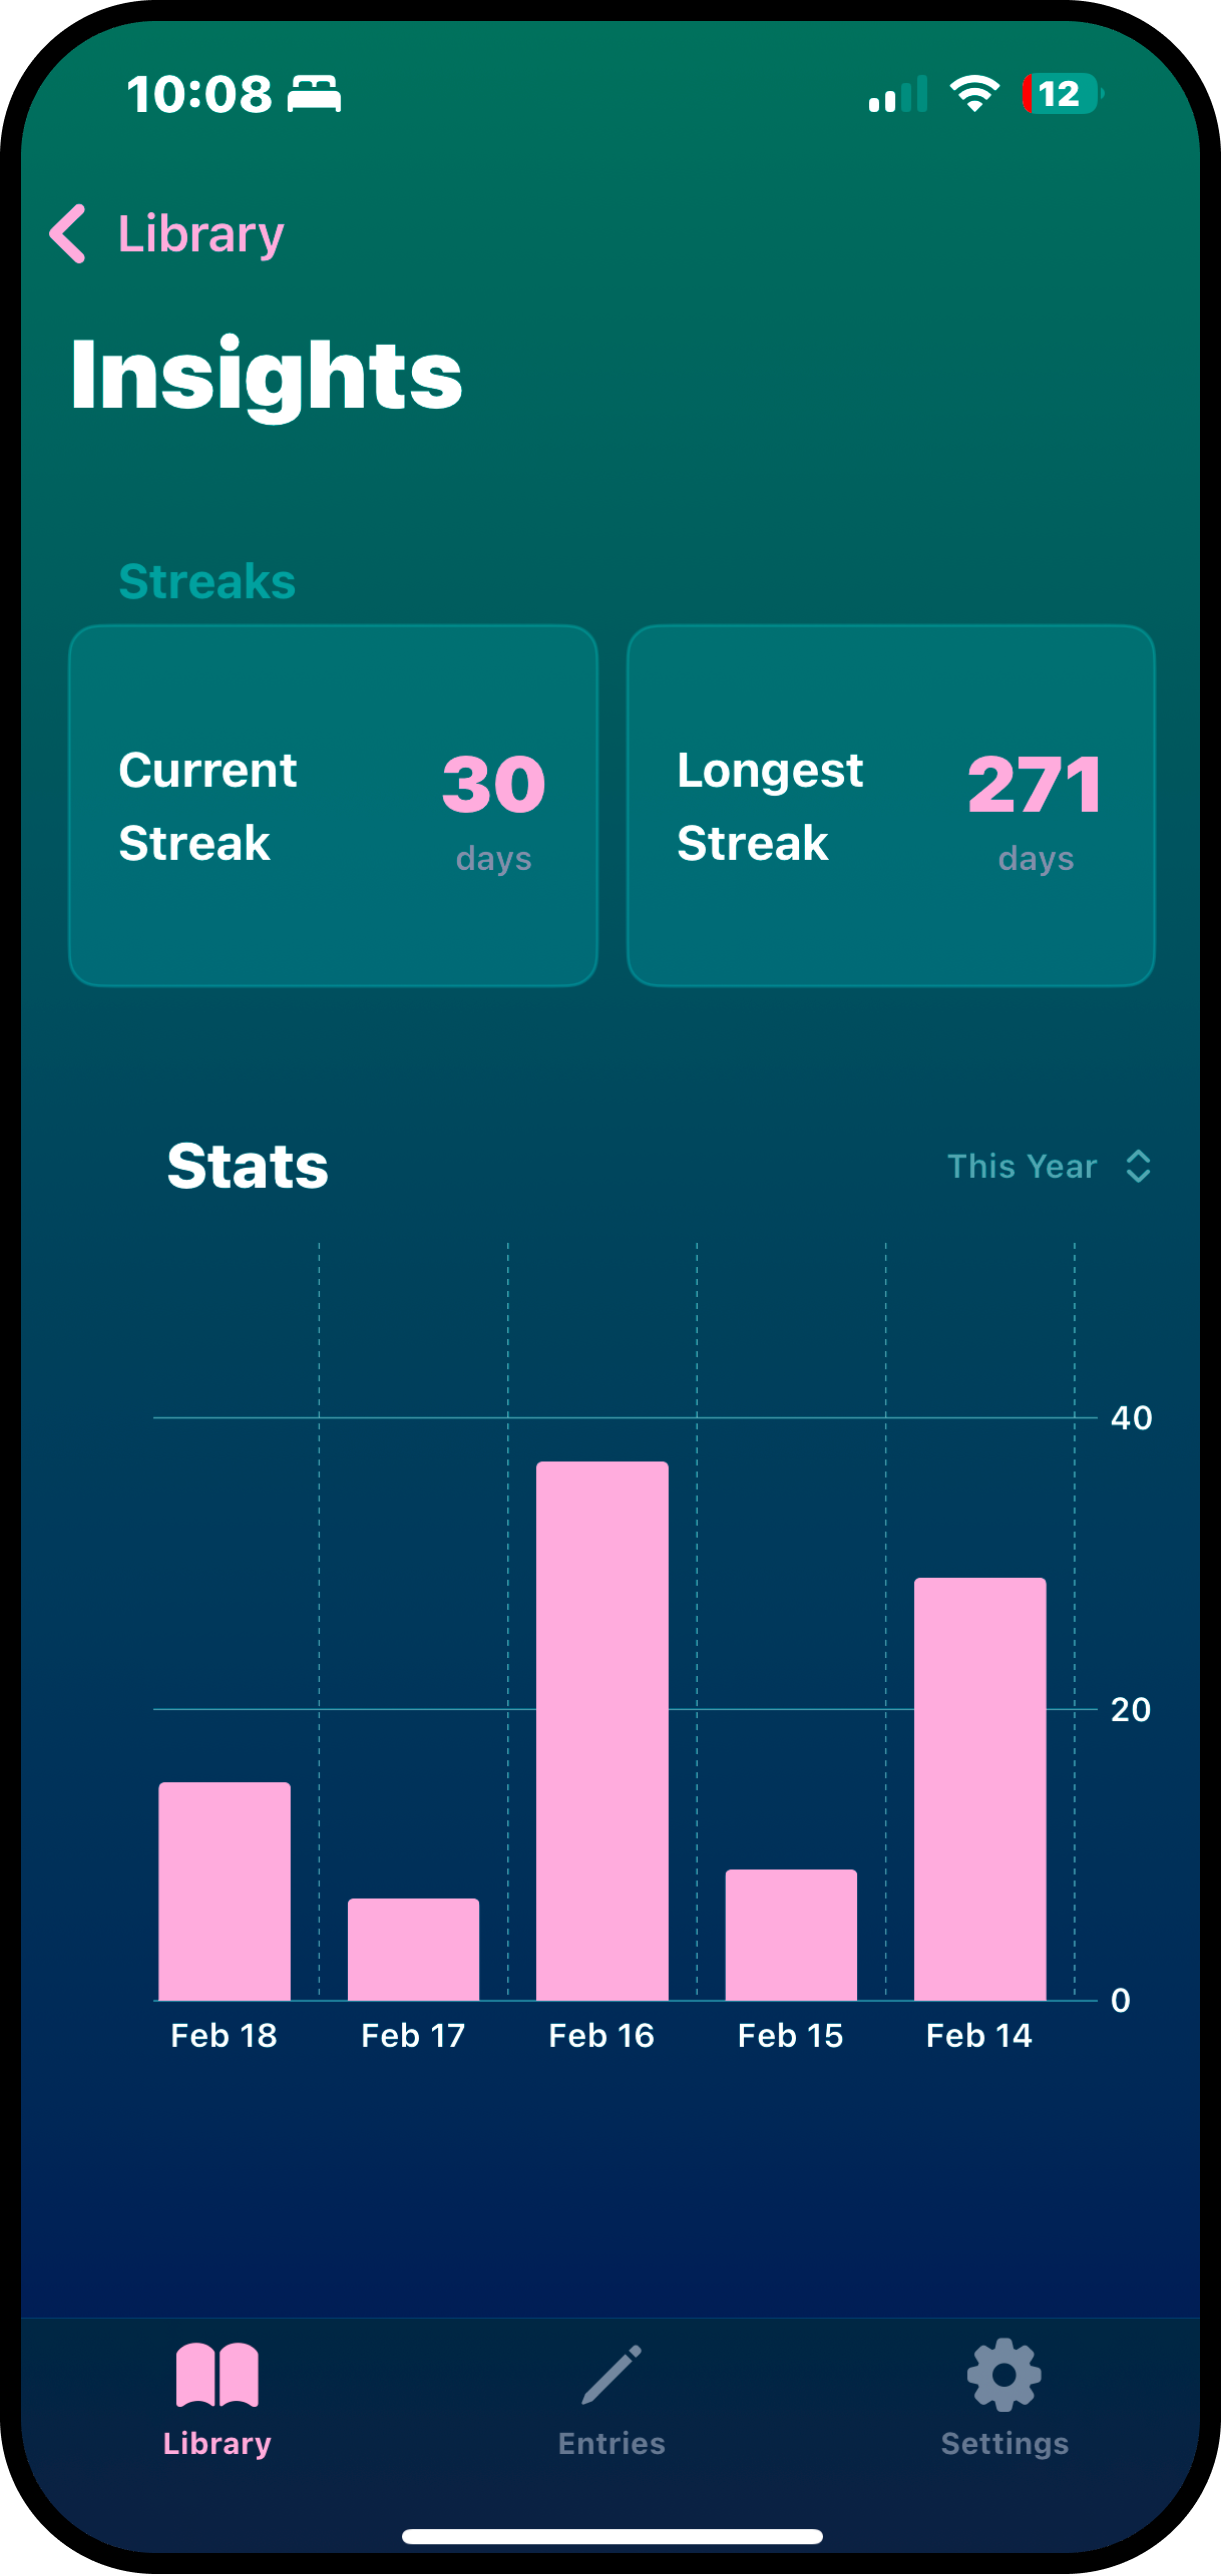 10:08
12
Library
Insights
Streaks
Current
Streak
30
days
Longest
Streak
271
days
Stats
This Year
40
20
0
Feb 18 Feb 17 Feb 16 Feb 15 Feb 14
Library Entries Settings